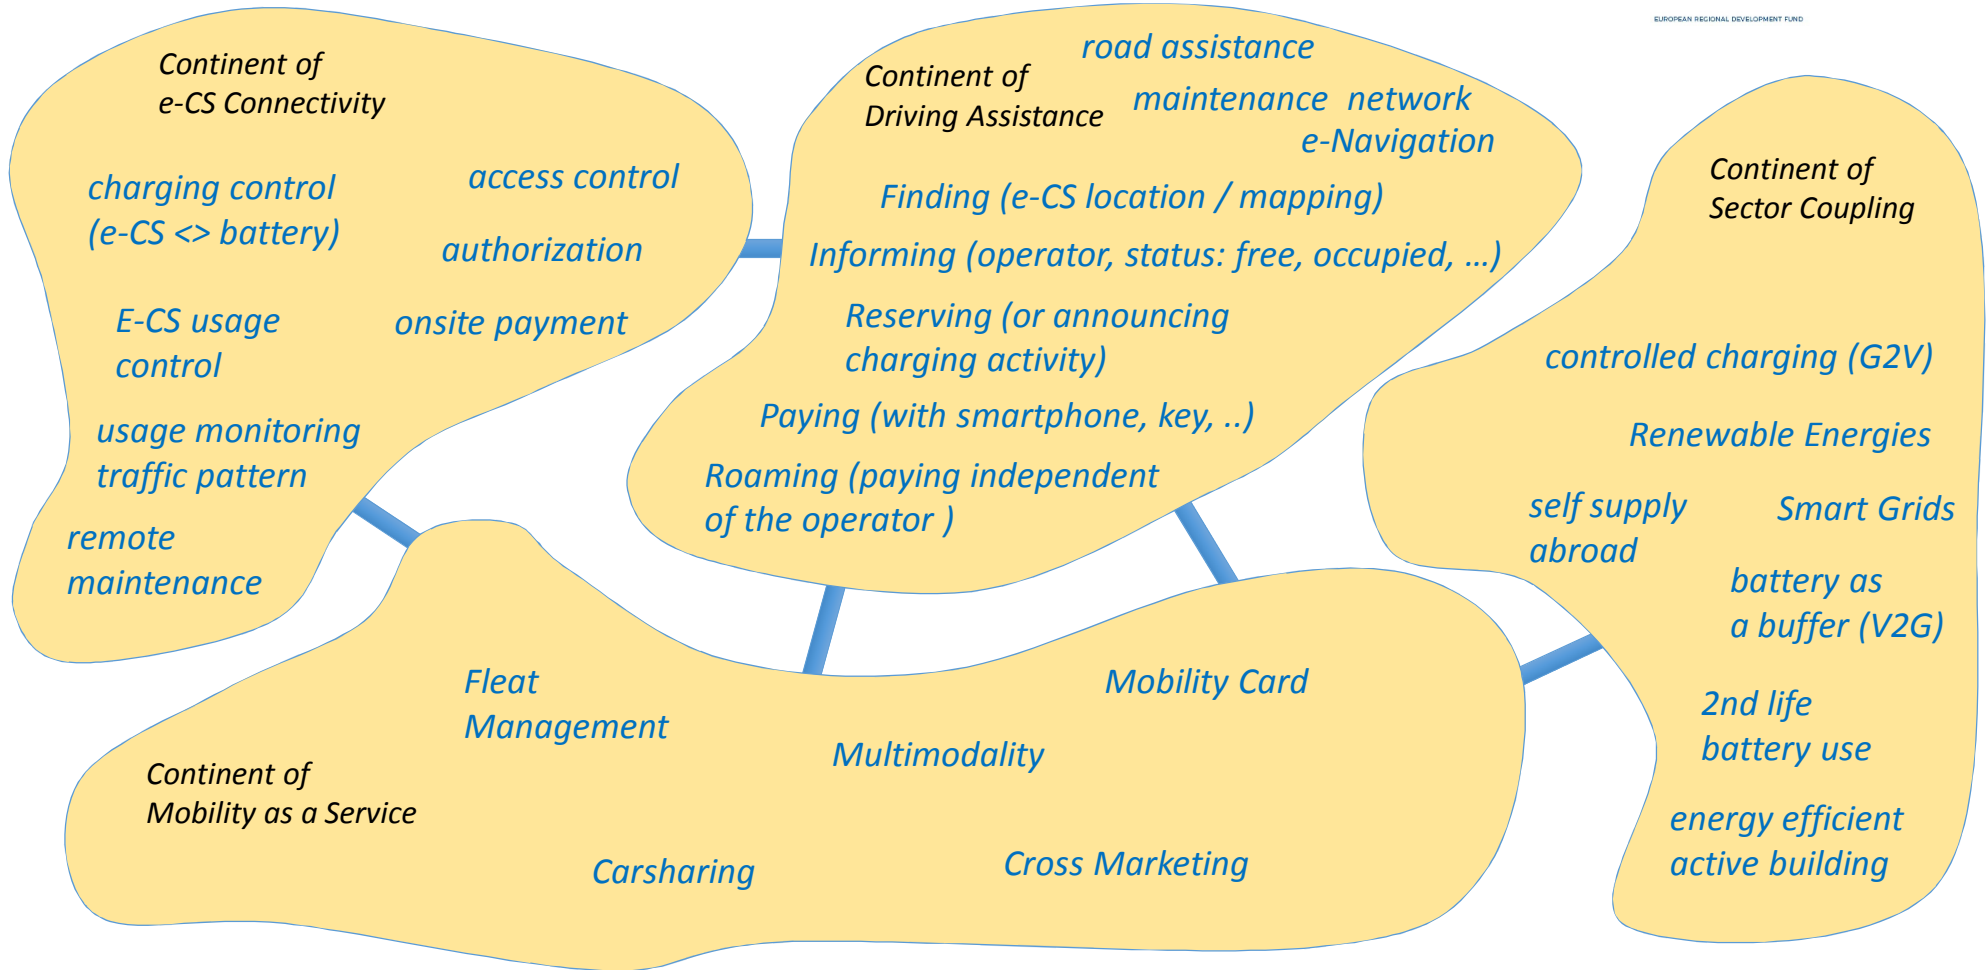 EUROPEAN REGIONAL DEVELOPMENT FUND
Continent of
e-CS Connectivity
charging control
(e-CS <> battery)
access control
authorization
E-CS usage
control
onsite payment
usage monitoring
traffic pattern
remote
maintenance
Continent of
Driving Assistance
road assistance
maintenance network
e-Navigation
Finding (e-CS location / mapping)
Informing (operator, status: free, occupied, …)
Reserving (or announcing
charging activity)
Paying (with smartphone, key, ..)
Roaming (paying independent
of the operator )
Continent of
Sector Coupling
controlled charging (G2V)
Renewable Energies
self supply
abroad
Smart Grids
battery as
a buffer (V2G)
2nd life
battery use
energy efficient
active building
Continent of
Mobility as a Service
Fleat
Management
Multimodality
Mobility Card
Carsharing
Cross Marketing